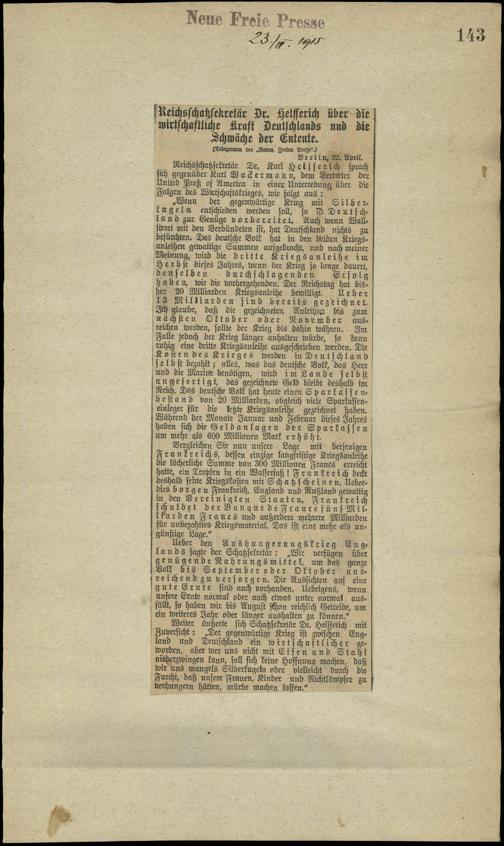 Neue Freie Presse
143
23/IV. 1915
Reichsschatzsekretär Dr. Helfferich über die
wirtschaftliche Kraft Deutschlands und die
Schwäche der Entente.
(Telegramm der „Neuen Freien Presse“.)
Berlin, 22. April.
Reichsschatzsekretär Dr. Karl Helfferich sprach
sich gegenüber Karl Wackermann, dem Vertreter der
United Preß of America in einer Unterredung über die
Folgen des Wirtschaftskrieges, wie folgt aus:
„Wenn der gegenwärtige Krieg mit Silber-
kugeln entschieden werden soll, so ist Deutsch-
land zur Genüge vorbereitet. Auch wenn Wall-
street mit den Verbündeten ist, hat Deutschland nichts zu
befürchten. Das deutsche Volk hat in den beiden Kriegs-
anleihen gewaltige Summen aufgebracht, und nach meiner
Meinung, wird die dritte Kriegsanleihe im
Herbst dieses Jahres, wenn der Krieg so lange dauert,
denselben durchschlagenden Erfolg
haben, wie die vorhergehenden. Der Reichstag hat bis-
her 20 Milliarden Kriegsanleihe bewilligt. Ueber
13 Milliarden sind bereits gezeichnet.
Ich glaube, daß die gezeichneten Anleihen bis zum
nächsten Oktober oder November aus-
reichen werden, sollte der Krieg bis dahin währen. Im
Falle jedoch der Krieg länger anhalten würde, so kann
ruhig eine dritte Kriegsanleihe ausgeschrieben werden. Die
Kosten des Krieges werden in Deutschland
selbst bezahlt; alles, was das deutsche Volk, das Heer
und die Marine benötigen, wird im Lande selbst
angefertigt, das gezeichnete Geld bleibt deshalb im
Reich. Das deutsche Volk hat heute einen Sparkassen-
bestand von 20 Milliarden, obgleich viele Sparkassen-
einleger für die letzte Kriegsanleihe gezeichnet haben.
Während der Monate Januar und Februar dieses Jahres
haben sich die Geldanlagen der Sparkassen
um mehr als 600 Millionen Mark erhöht.
Vergleichen Sie nun unsere Lage mit derjenigen
Frankreichs, dessen einzige langfristige Kriegsanleihe
die lächerliche Summe von 300 Millionen Francs erreicht
hatte, ein Tropfen in ein Wasserfaß! Frankreich deckt
deshalb seine Kriegskosten mit Schatzscheinen. Ueber-
dies borgen Frankreich, England und Rußland gewaltig
in den Vereinigten Staaten. Frankreich
schuldet der Banque de France fünf Mil-
liarden Francs und außerdem mehrere Milliarden
für unbezahltes Kriegsmaterial. Das ist eine mehr als un-
günstige Lage.“
Ueber den Aushungerungskrieg Eng-
lands sagte der Schatzsekretär: „Wir verfügen über
genügende Nahrungsmittel, um das ganze
Volk bis September oder Oktober aus-
reichend zu versorgen. Die Aussichten auf eine
gute Ernte sind auch vorhanden. Uebrigens, wenn
unsere Ernte normal oder auch etwas unter normal aus-
fällt, so haben wir bis August schon reichlich Getreide, um
ein weiteres Jahr oder länger aushalten zu können.“
Weiter äußerte sich Schatzsekretär Dr. Helfferich mit
Zuversicht: „Der gegenwärtige Krieg ist zwischen Eng-
land und Deutschland ein wirtschaftlicher ge-
worden, aber wer uns nicht mit Eisen und Stahl
niederzwingen kann, soll sich keine Hoffnung machen, daß
wir uns mangels Silberkugeln oder vielleicht durch die
Furcht, daß unsere Frauen, Kinder und Nichtkämpfer zu
verhungern hätten, mürbe machen lassen.“